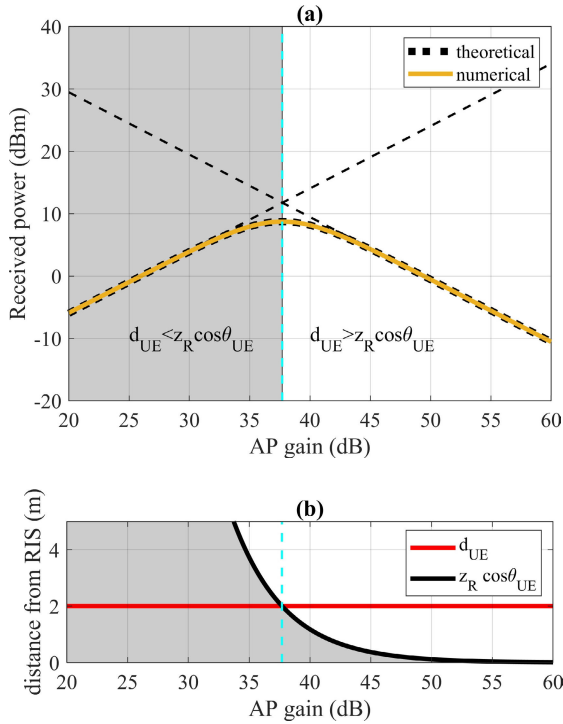 (a)
40
30
20
10
0
-10
-20
Received power (dBm)
theoretical
numerical
d_UE<z_R cosθ_UE
d_UE>z_R cosθ_UE
20 25 30 35 40 45 50 55 60
AP gain (dB)
(b)
4
2
0
distance from RIS (m)
d_UE
z_R cosθ_UE
20 25 30 35 40 45 50 55 60
AP gain (dB)